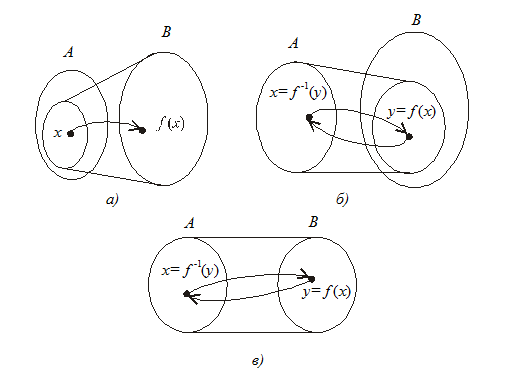 A
B
x
f(x)
а)
A
B
x = f⁻¹(y)
y = f(x)
б)
A
B
x = f⁻¹(y)
y = f(x)
в)